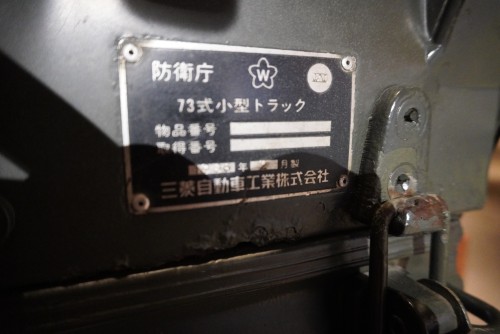 防衛庁 W
73式小型トラック
物品番号
取得番号
年 月製
三菱自動車工業株式会社